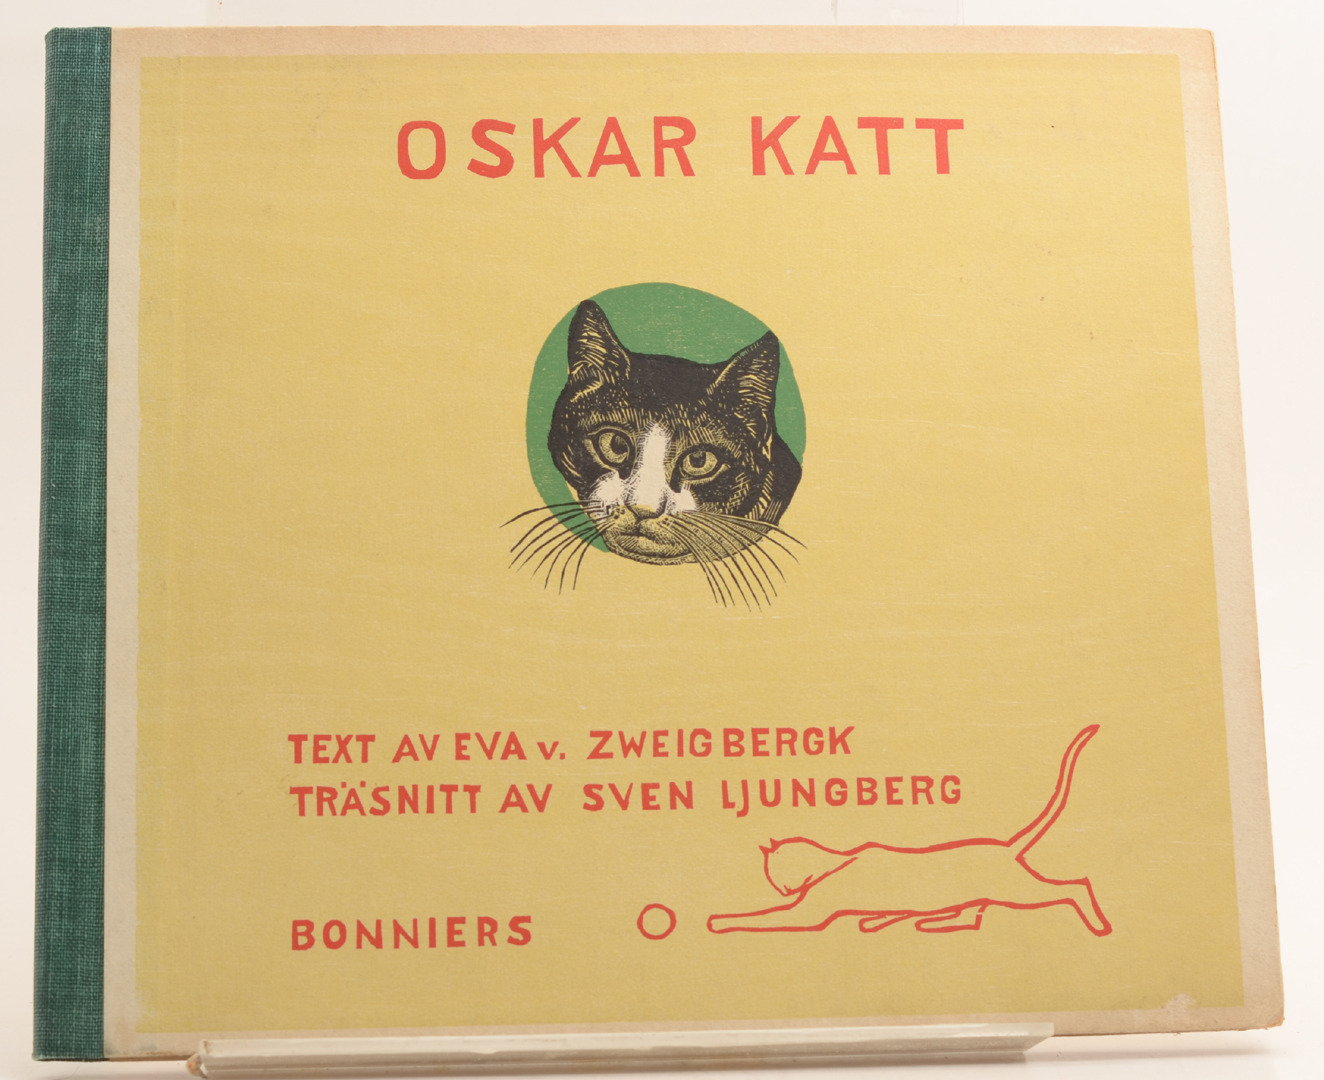 OSKAR KATT
TEXT AV EVA v. ZWEIGBERGK
TRÄSNITT AV SVEN LJUNGBERG
BONNIERS